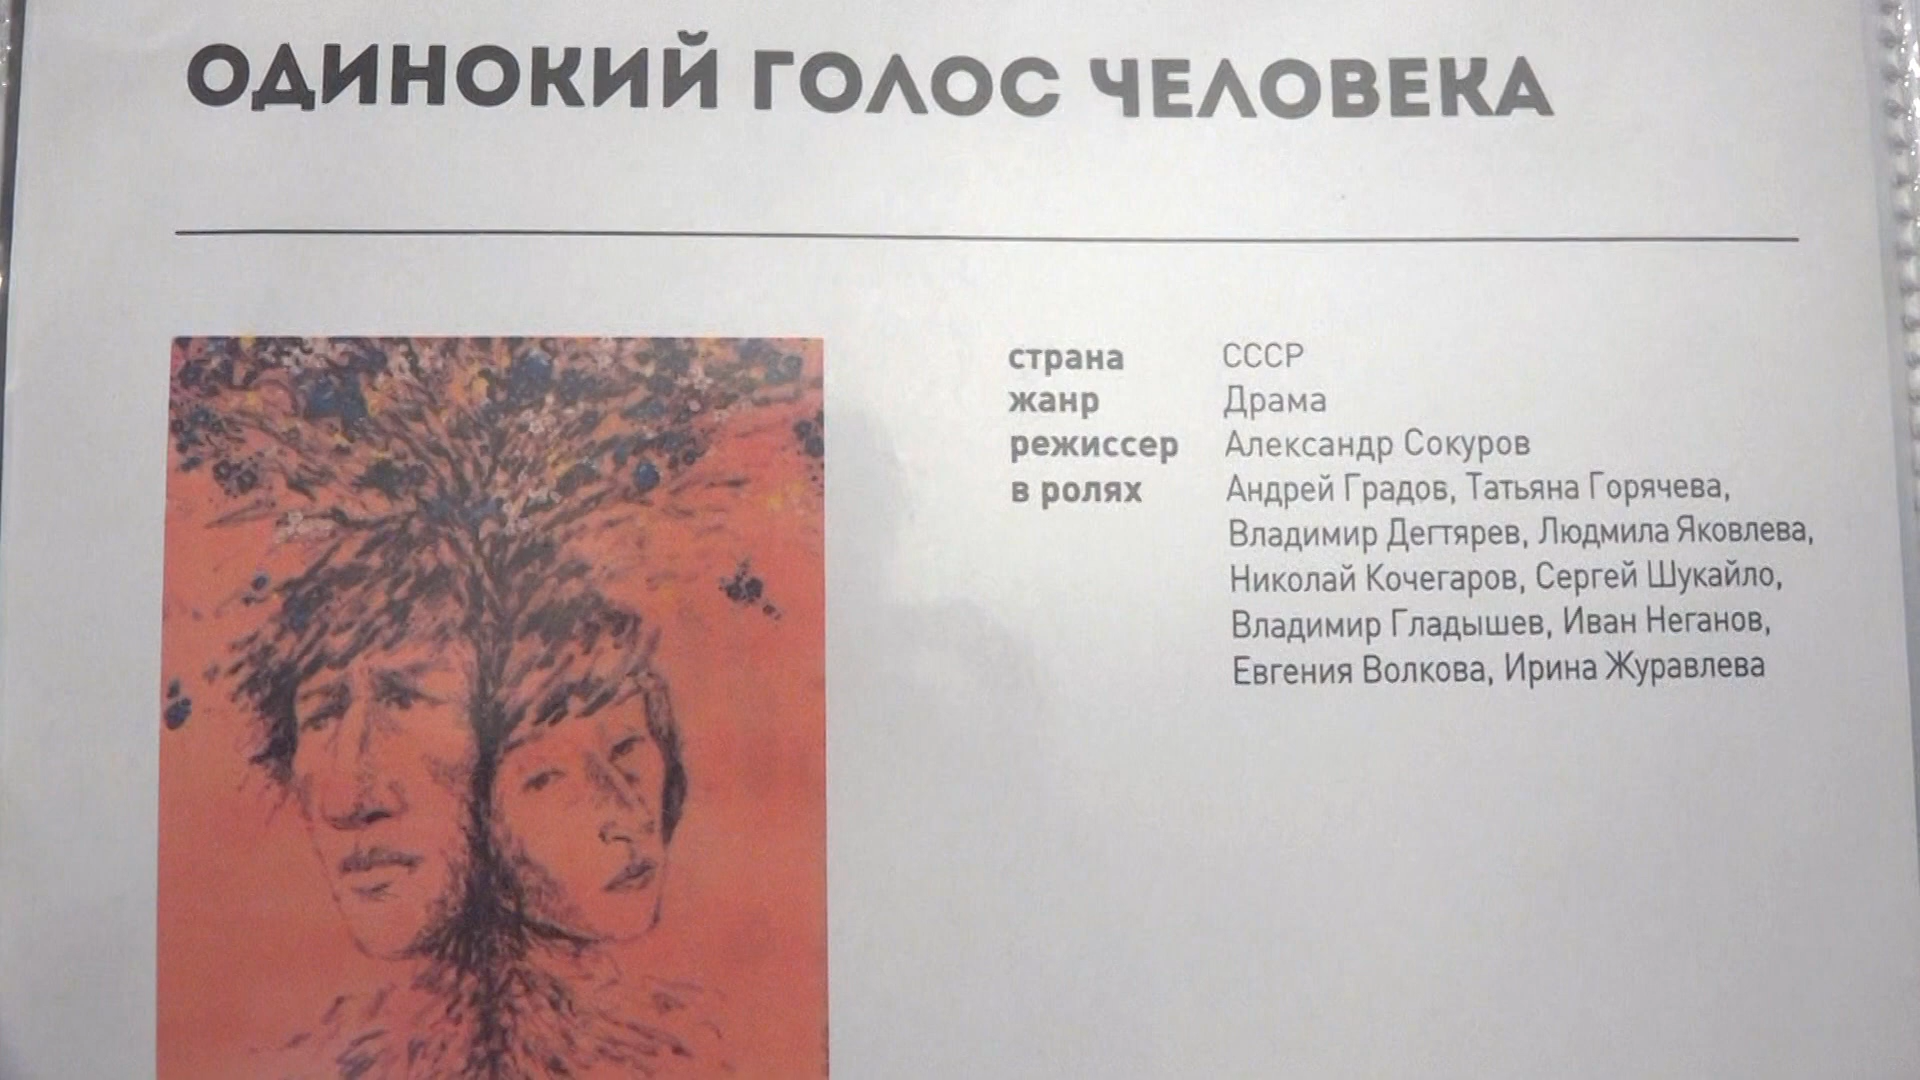 ОДИНОКИЙ ГОЛОС ЧЕЛОВЕКА
страна СССР
жанр Драма
режиссер Александр Сокуров
в ролях Андрей Градов, Татьяна Горячева,
Владимир Дегтярев, Людмила Яковлева,
Николай Кочегаров, Сергей Шукайло,
Владимир Гладышев, Иван Неганов,
Евгения Волкова, Ирина Журавлева